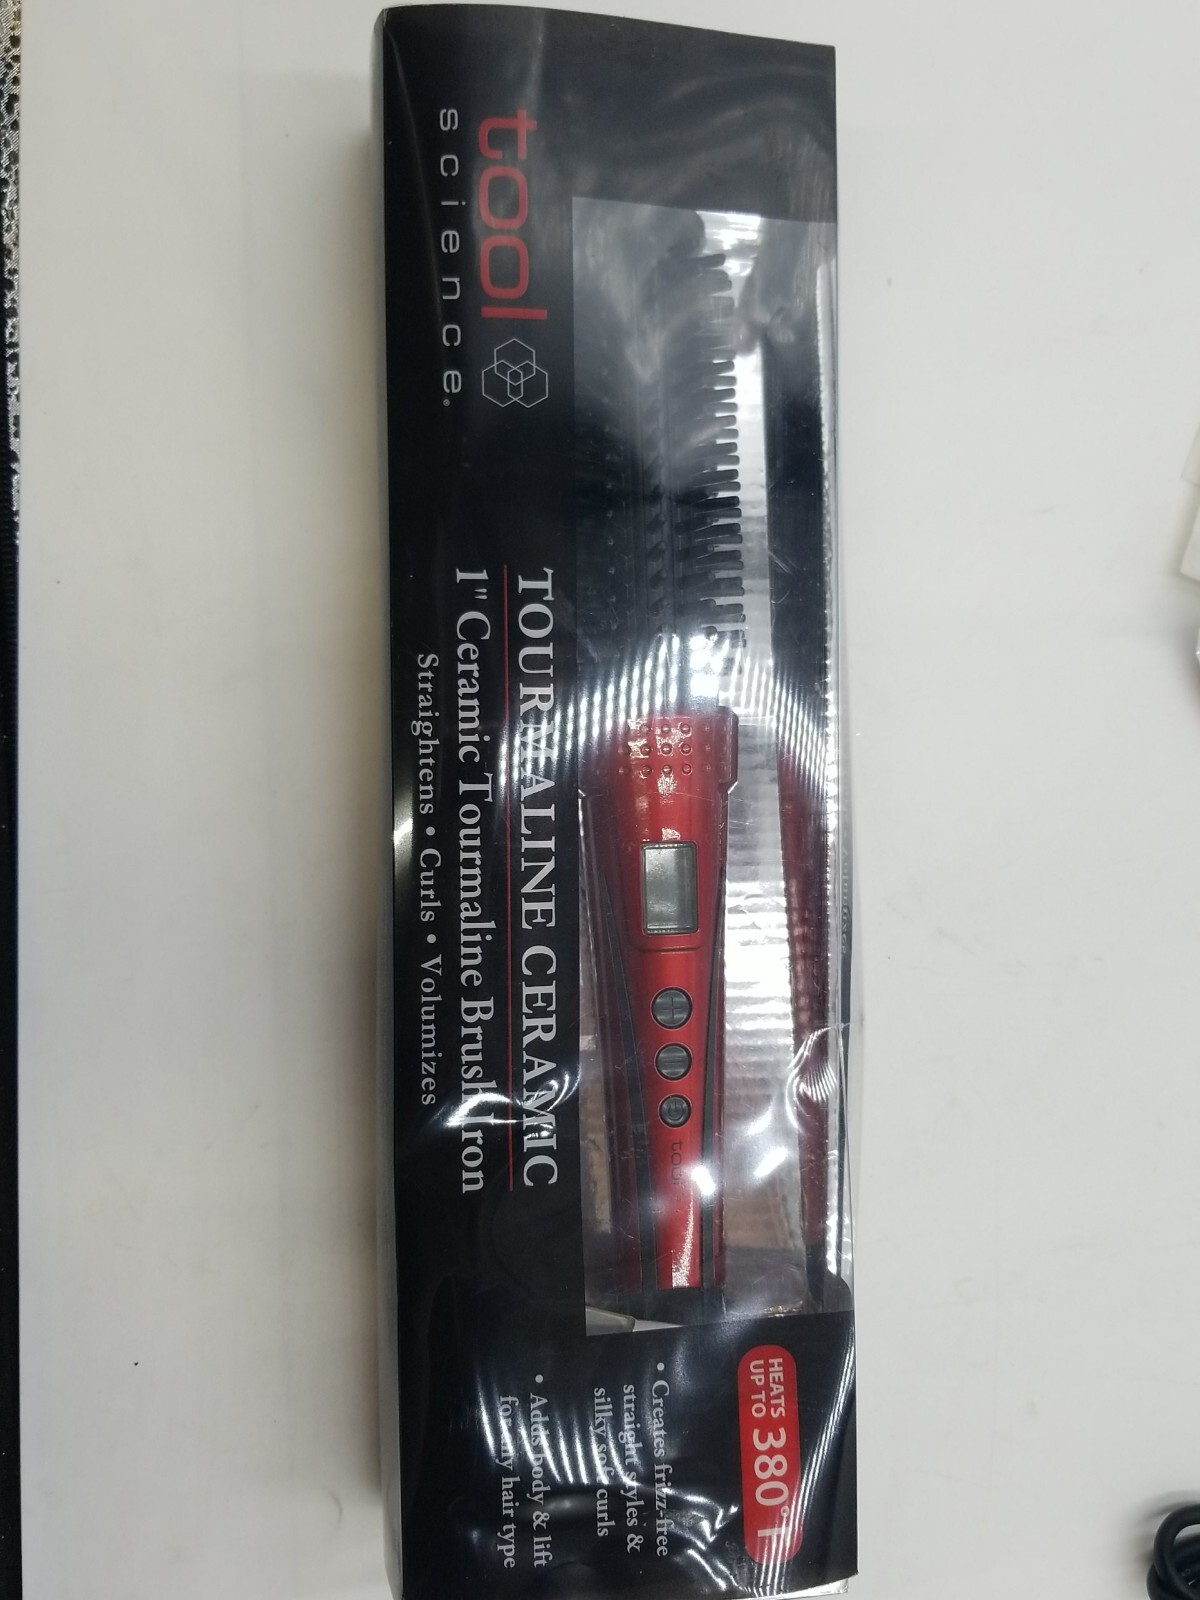 tool
science.
TOURMALINE CERAMIC
1" Ceramic Tourmaline Brush Iron
Straightens • Curls • Volumizes
tool
HEATS
UP TO 380° F
• Creates frizz-free
straight styles &
silky soft curls
• Adds body & lift
for any hair type